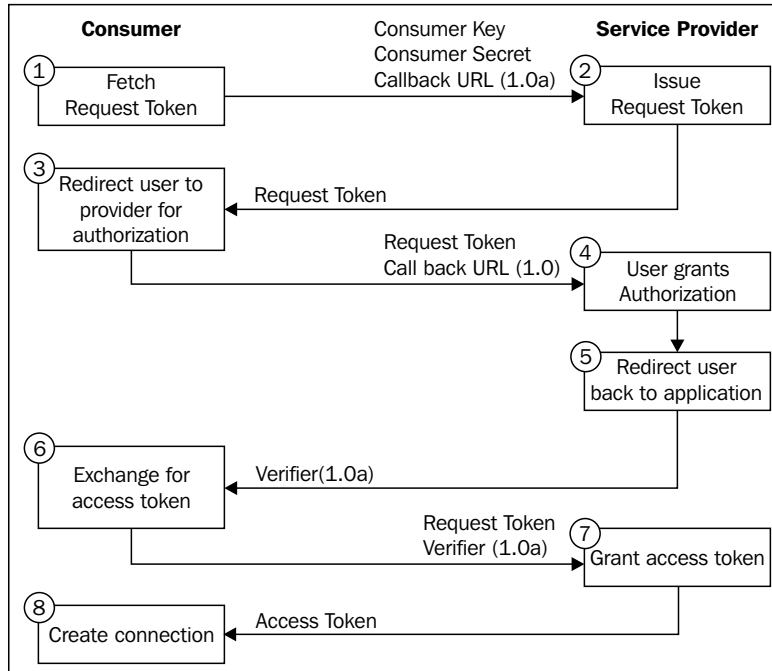 Consumer
Consumer Key
Consumer Secret
Callback URL (1.0a)
Service Provider
1
Fetch
Request Token
2
Issue
Request Token
3
Redirect user to
provider for
authorization
Request Token
Request Token
Call back URL (1.0)
4
User grants
Authorization
5
Redirect user
back to application
6
Exchange for
access token
Verifier(1.0a)
Request Token
Verifier (1.0a)
7
Grant access token
8
Create connection
Access Token